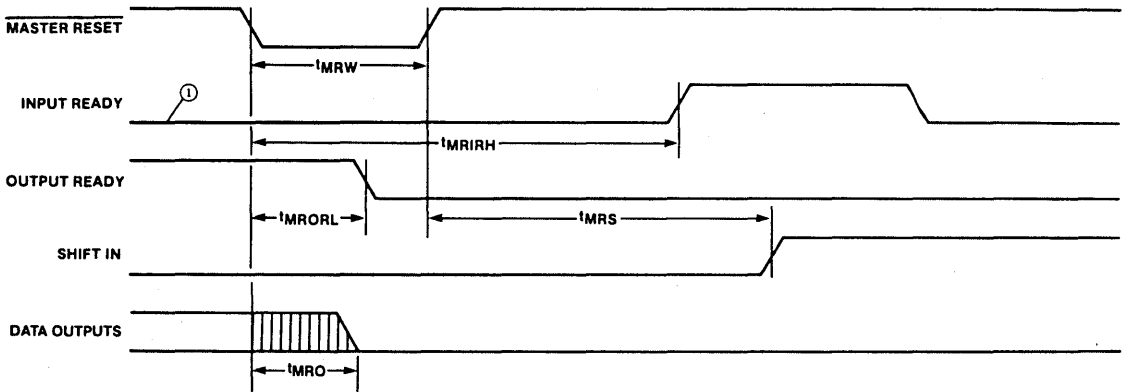 MASTER RESET
tMRW
①
INPUT READY
tMRIRH
OUTPUT READY
tMRORL
tMRS
SHIFT IN
DATA OUTPUTS
tMRO